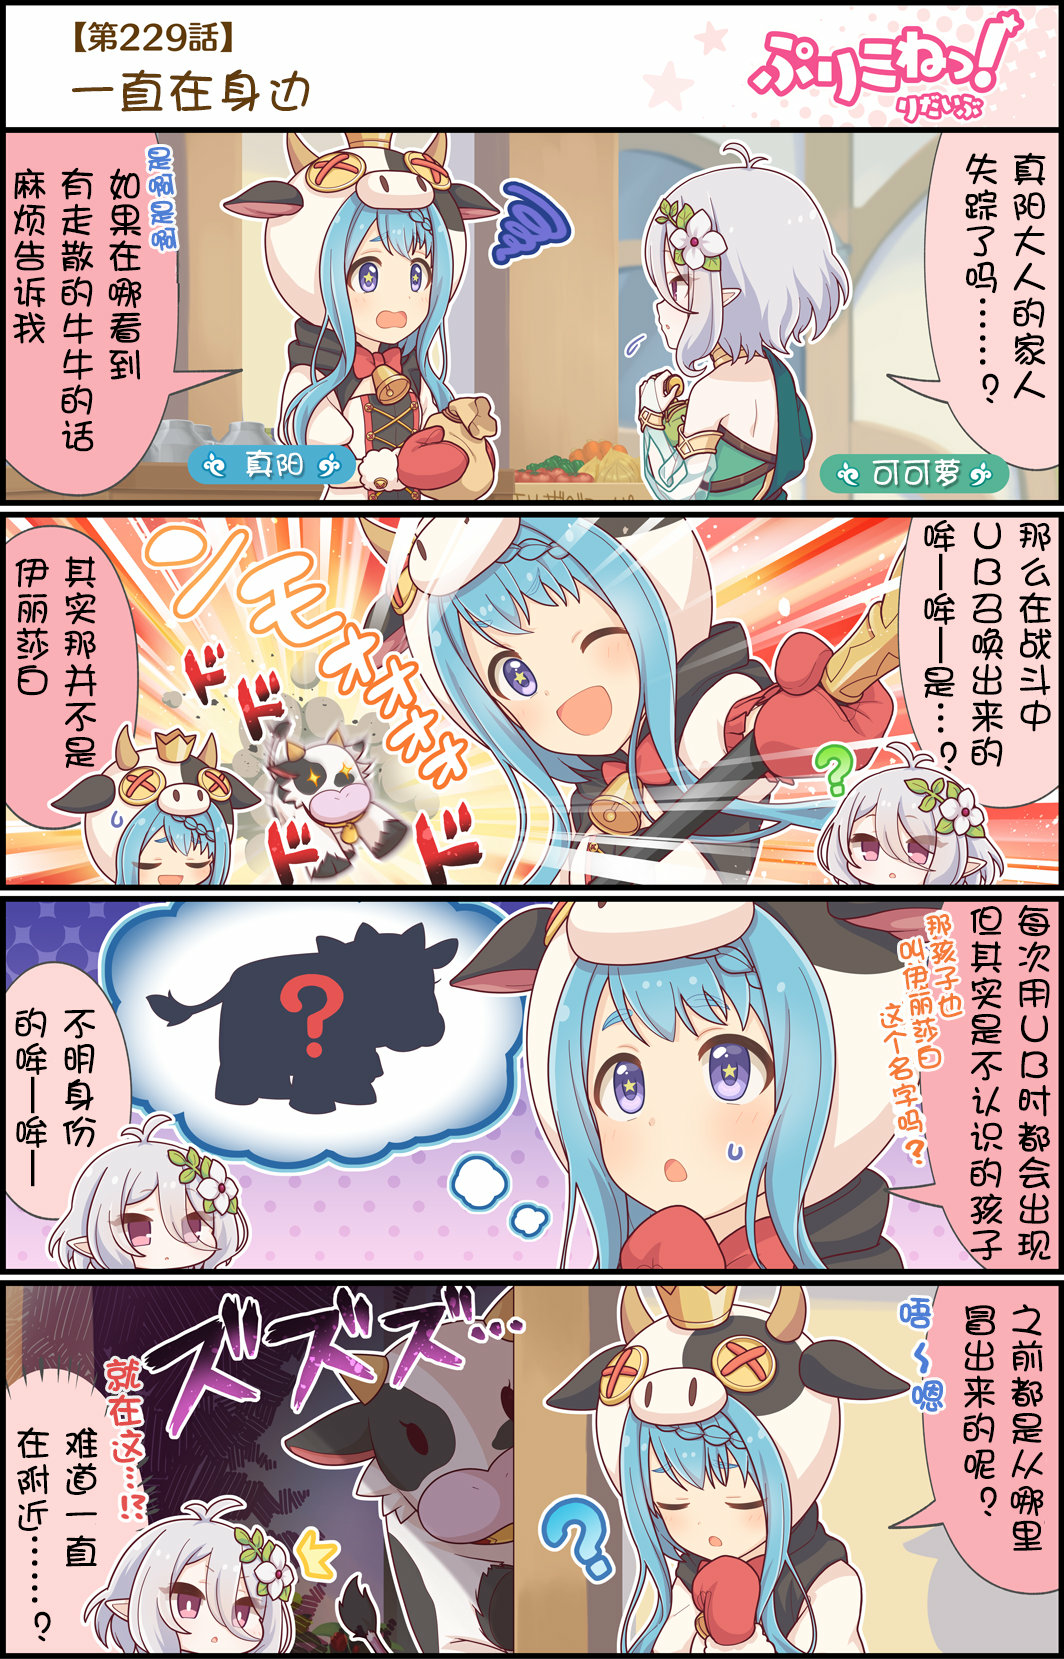 【第229話】
一直在身边
ぷりこねっ!
りだいぶ
真阳大人的家人
失踪了吗……?
嗯嗯嗯嗯
如果在哪看到
有走散的牛牛的话
麻烦告诉我
真阳
可可萝
那么在战斗中
UB召唤出来的
哞—哞—是…?
ンモォォォォォォ
ドドドド
其实那并不是
伊丽莎白
每次用UB时都会出现
但其实是不认识的孩子
那孩子也
叫伊丽莎白
这个名字吗?
?
不明身份
的哞—哞—
之前都是从哪里
冒出来的呢?
唔~嗯
ズズズ…
就在这…!?
难道一直
在附近……?